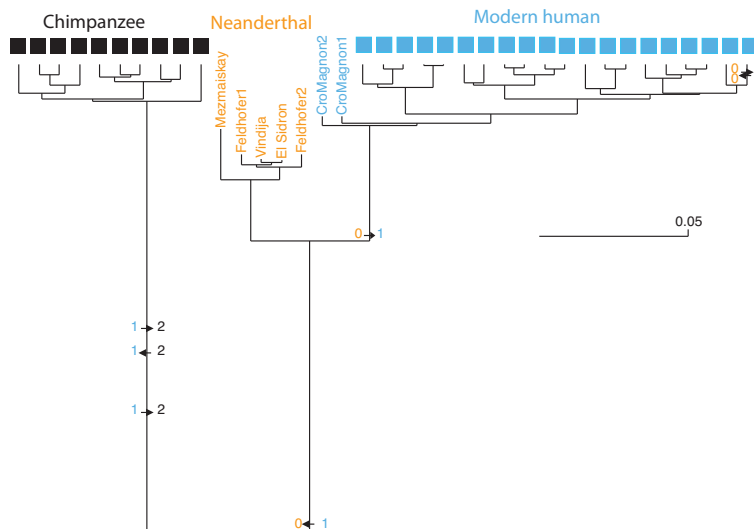 Chimpanzee
Neanderthal
Modern human
Mezmaiskay
Feldhofer1
Vindija
El Sidron
Feldhofer2
CroMagnon2
CroMagnon1
0
0
0 1
0.05
1 2
1 2
1 2
0 1